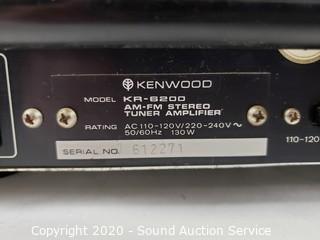 KENWOOD
MODEL KR-6200
AM-FM STEREO
TUNER AMPLIFIER
RATING AC 110-120V/220-240V~
50/60Hz 130W
110-120
SERIAL NO. 612271
Copyright 2020 - Sound Auction Service